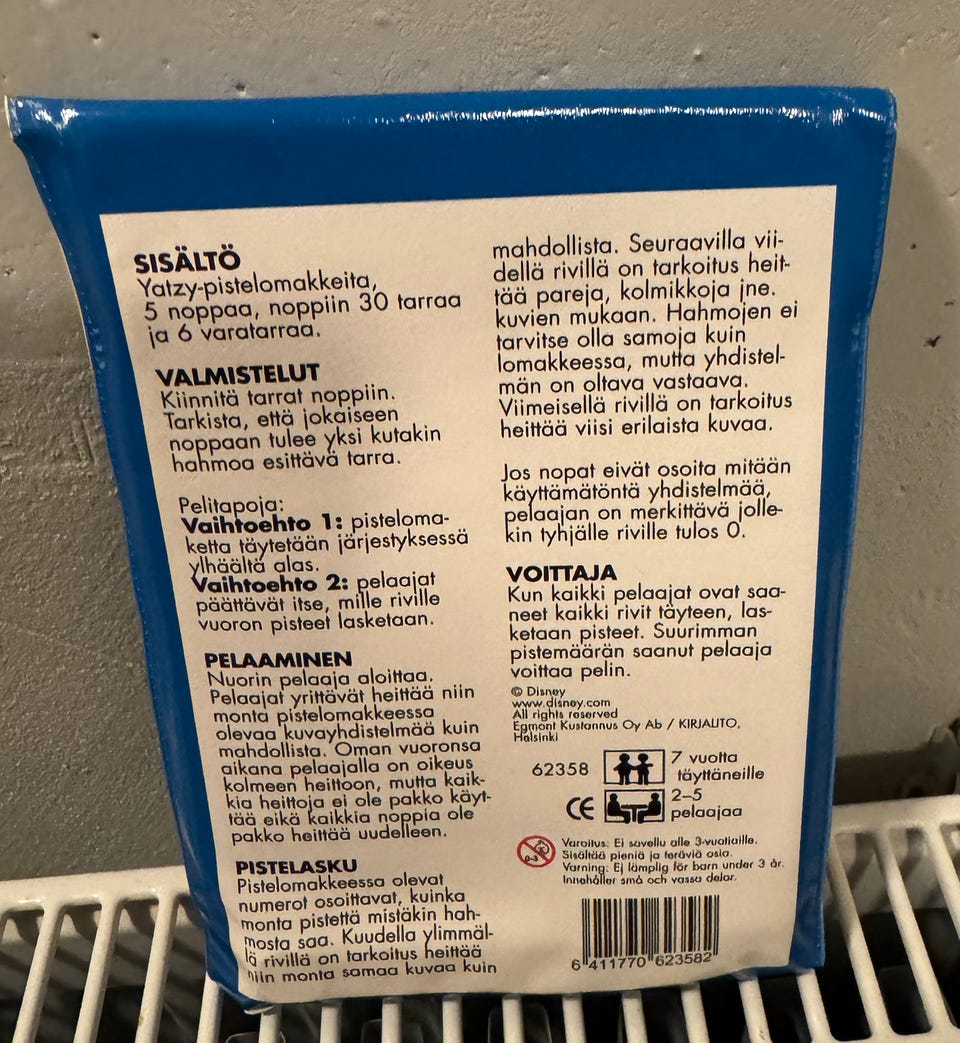 SISÄLTÖ
Yatzy-pistelomakkeita,
5 noppaa, noppiin 30 tarraa
ja 6 varatarraa.
VALMISTELUT
Kiinnitä tarrat noppiin.
Tarkista, että jokaiseen
noppaan tulee yksi kutakin
hahmoa esittävä tarra.
Pelitapoja:
Vaihtoehto 1: pisteloma-
ketta täytetään järjestyksessä
ylhäältä alas.
Vaihtoehto 2: pelaajat
päättävät itse, mille riville
vuoron pisteet lasketaan.
PELAAMINEN
Nuorin pelaaja aloittaa.
Pelaajat yrittävät heittää niin
monta pistelomakkeessa
olevaa kuvayhdistelmää kuin
mahdollista. Oman vuoronsa
aikana pelaajalla on oikeus
kolmeen heittoon, mutta kaik-
kia heittoja ei ole pakko käyt-
tää eikä kaikkia noppia ole
pakko heittää uudelleen.
PISTELASKU
Pistelomakkeessa olevat
numerot osoittavat, kuinka
monta pistettä mistäkin hah-
mosta saa. Kuudella ylimmäl-
lä rivillä on tarkoitus heittää
niin monta samaa kuvaa kuin
mahdollista. Seuraavilla vii-
dellä rivillä on tarkoitus heit-
tää pareja, kolmikkoja jne.
kuvien mukaan. Hahmojen ei
tarvitse olla samoja kuin
lomakkeessa, mutta yhdistel-
män on oltava vastaava.
Viimeisellä rivillä on tarkoitus
heittää viisi erilaista kuvaa.
Jos nopat eivät osoita mitään
käyttämätöntä yhdistelmää,
pelaajan on merkittävä jolle-
kin tyhjälle riville tulos 0.
VOITTAJA
Kun kaikki pelaajat ovat saa-
neet kaikki rivit täyteen, las-
ketaan pisteet. Suurimman
pistemäärän saanut pelaaja
voittaa pelin.
© Disney
www.disney.com
All rights reserved
Egmont Kustannus Oy Ab / KIRJALITO,
Helsinki
62358
7 vuotta
täyttäneille
CE
2–5
pelaajaa
0-3
Varoitus: Ei sovellu alle 3-vuotiaille.
Sisältää pieniä ja teräviä osia.
Varning: Ej lämplig för barn under 3 år.
Innehåller små och vassa delar.
6 411770 623582